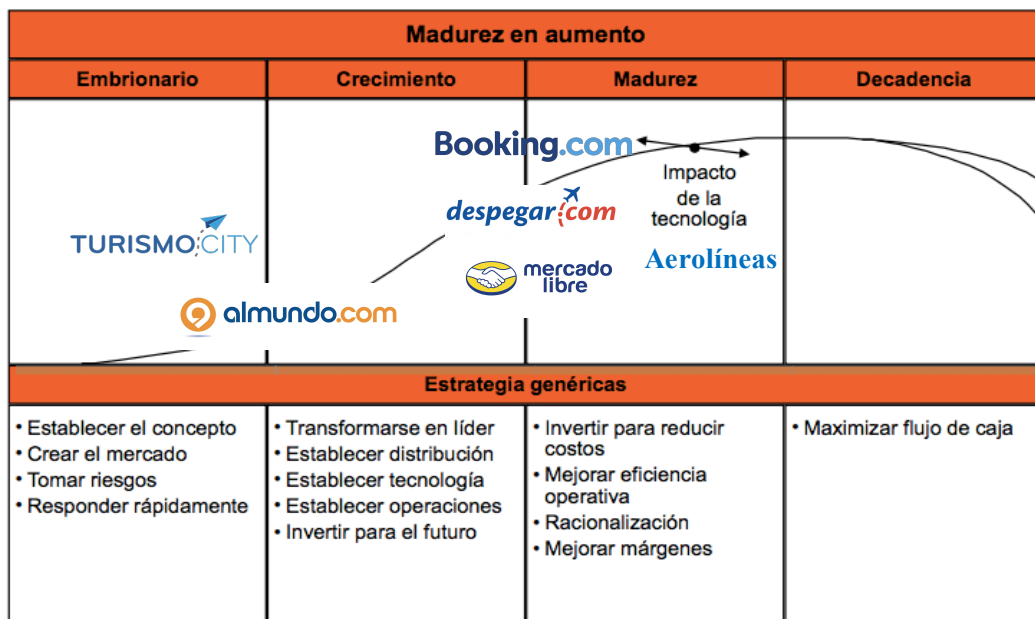 Madurez en aumento
Embrionario
Crecimiento
Madurez
Decadencia
Booking.com
Impacto
de la
tecnología
despegar.com
TURISMOCITY
Aerolíneas
mercado
libre
almundo.com
Estrategia genéricas
• Establecer el concepto
• Crear el mercado
• Tomar riesgos
• Responder rápidamente
• Transformarse en líder
• Establecer distribución
• Establecer tecnología
• Establecer operaciones
• Invertir para el futuro
• Invertir para reducir
costos
• Mejorar eficiencia
operativa
• Racionalización
• Mejorar márgenes
• Maximizar flujo de caja